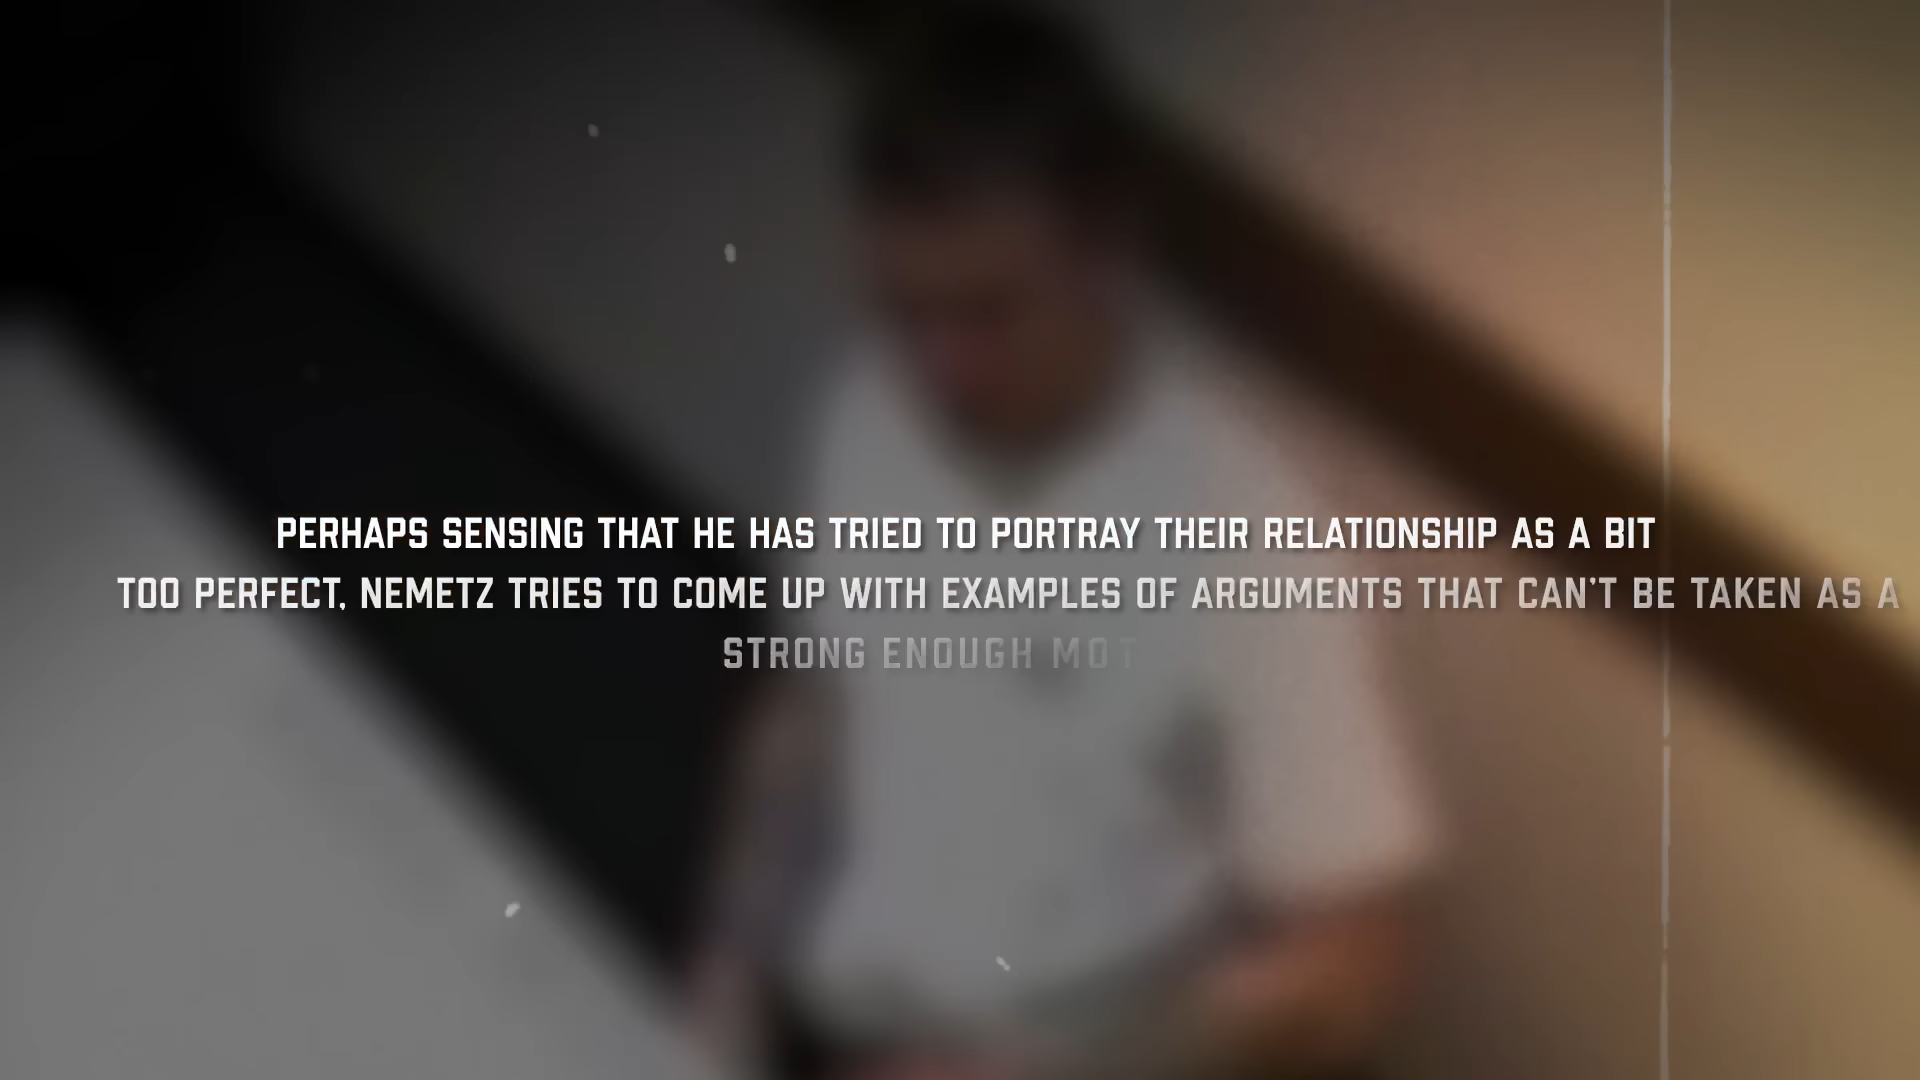 PERHAPS SENSING THAT HE HAS TRIED TO PORTRAY THEIR RELATIONSHIP AS A BIT
TOO PERFECT, NEMETZ TRIES TO COME UP WITH EXAMPLES OF ARGUMENTS THAT CAN'T BE TAKEN AS A
STRONG ENOUGH MOT